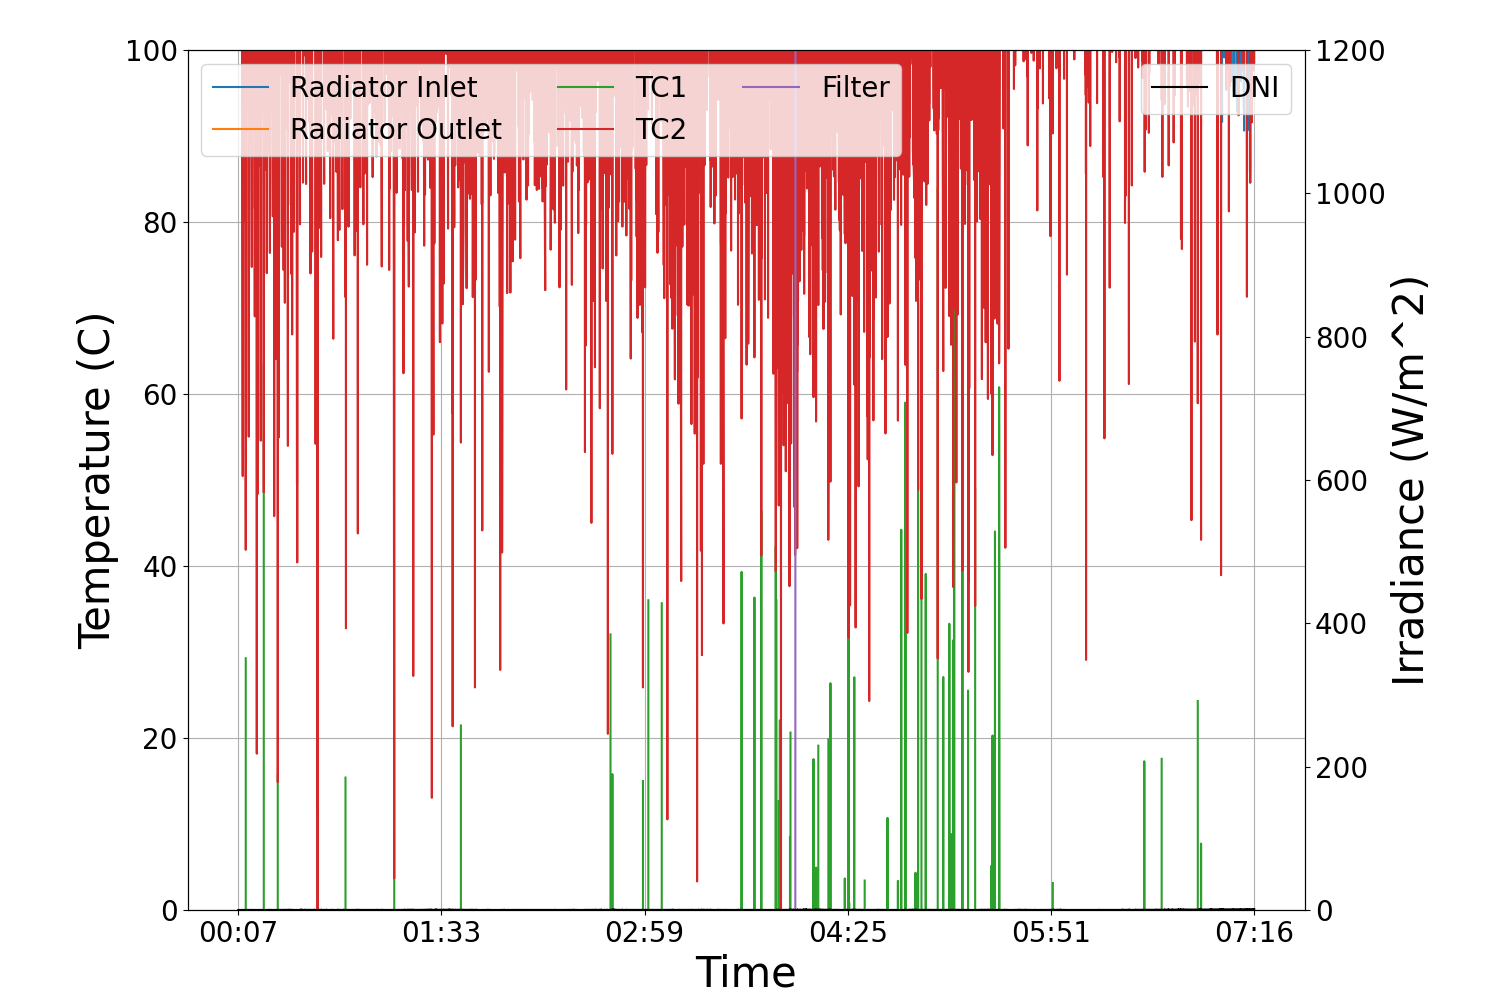 100
80
60
40
20
0
Temperature (C)
Radiator Inlet
Radiator Outlet
TC1
TC2
Filter
DNI
1200
1000
800
600
400
200
0
Irradiance (W/m^2)
00:07
01:33
02:59
04:25
05:51
07:16
Time